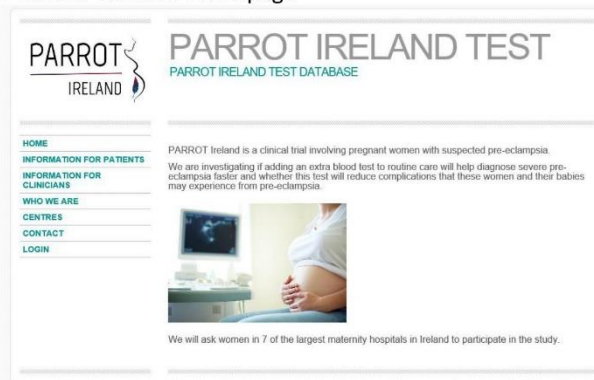 PARROT
IRELAND
PARROT IRELAND TEST
PARROT IRELAND TEST DATABASE
HOME
INFORMATION FOR PATIENTS
INFORMATION FOR
CLINICIANS
WHO WE ARE
CENTRES
CONTACT
LOGIN
PARROT Ireland is a clinical trial involving pregnant women with suspected pre-eclampsia.
We are investigating if adding an extra blood test to routine care will help diagnose severe pre-
eclampsia faster and whether this test will reduce complications that these women and their babies
may experience from pre-eclampsia.
We will ask women in 7 of the largest maternity hospitals in Ireland to participate in the study.